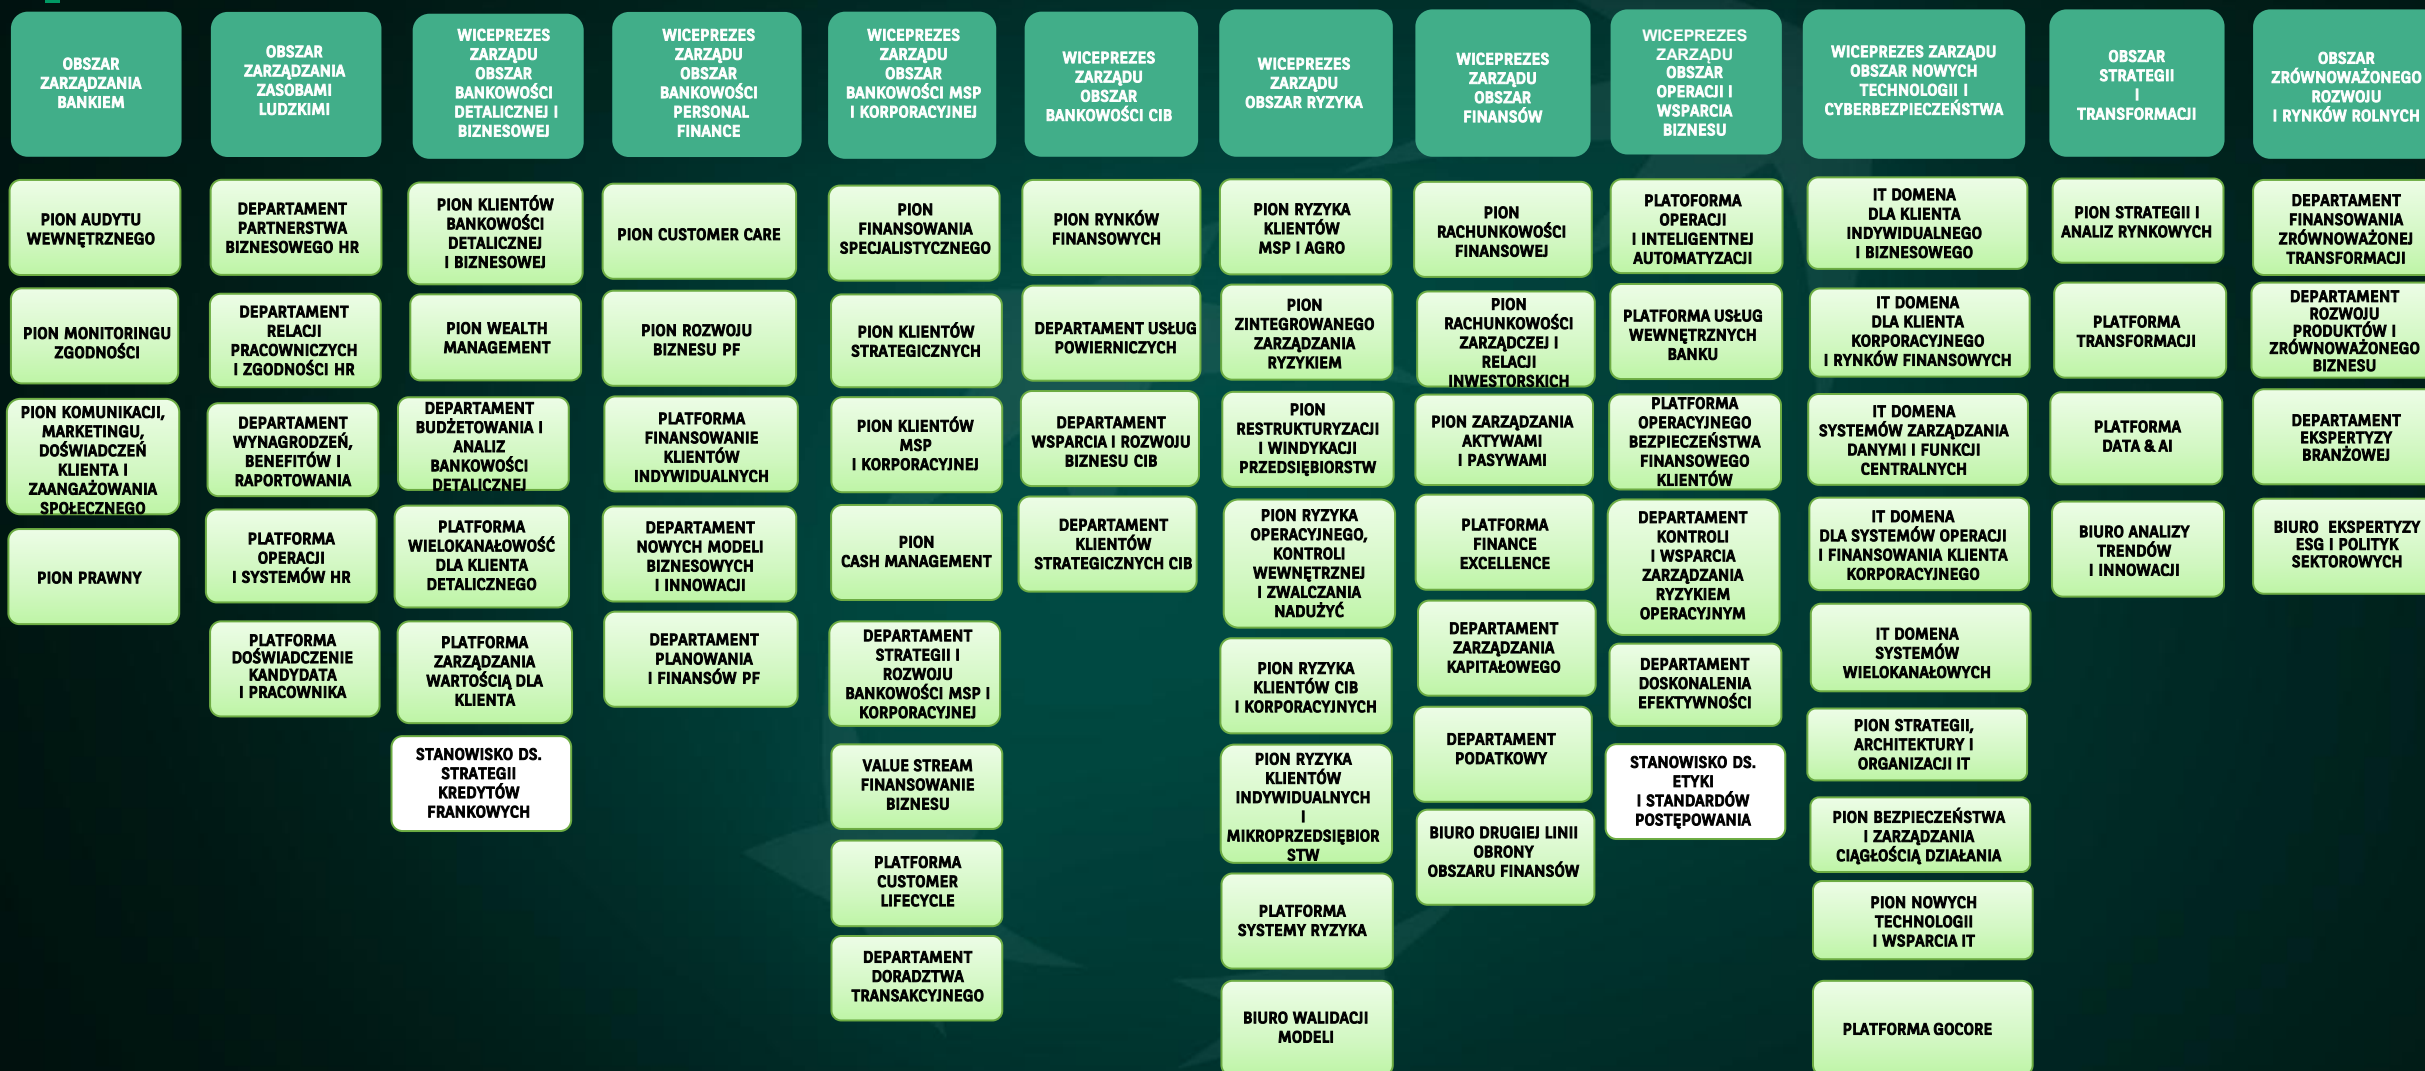 OBSZAR
ZARZĄDZANIA
BANKIEM
PION AUDYTU
WEWNĘTRZNEGO
PION MONITORINGU
ZGODNOŚCI
PION KOMUNIKACJI,
MARKETINGU,
DOŚWIADCZEŃ
KLIENTA I
ZAANGAŻOWANIA
SPOŁECZNEGO
PION PRAWNY
OBSZAR
ZARZĄDZANIA
ZASOBAMI
LUDZKIMI
DEPARTAMENT
PARTNERSTWA
BIZNESOWEGO HR
DEPARTAMENT
RELACJI
PRACOWNICZYCH
I ZGODNOŚCI HR
DEPARTAMENT
WYNAGRODZEŃ,
BENEFITÓW I
RAPORTOWANIA
PLATFORMA
OPERACJI
I SYSTEMÓW HR
PLATFORMA
DOŚWIADCZENIE
KANDYDATA
I PRACOWNIKA
WICEPREZES
ZARZĄDU
OBSZAR
BANKOWOŚCI
DETALICZNEJ I
BIZNESOWEJ
PION KLIENTÓW
BANKOWOŚCI
DETALICZNEJ
I BIZNESOWEJ
PION WEALTH
MANAGEMENT
DEPARTAMENT
BUDŻETOWANIA I
ANALIZ
BANKOWOŚCI
DETALICZNEJ
PLATFORMA
WIELOKANAŁOWOŚĆ
DLA KLIENTA
DETALICZNEGO
PLATFORMA
ZARZĄDZANIA
WARTOŚCIĄ DLA
KLIENTA
STANOWISKO DS.
STRATEGII
KREDYTÓW
FRANKOWYCH
WICEPREZES
ZARZĄDU
OBSZAR
BANKOWOŚCI
PERSONAL
FINANCE
PION CUSTOMER CARE
PION ROZWOJU
BIZNESU PF
PLATFORMA
FINANSOWANIE
KLIENTÓW
INDYWIDUALNYCH
DEPARTAMENT
NOWYCH MODELI
BIZNESOWYCH
I INNOWACJI
DEPARTAMENT
PLANOWANIA
I FINANSÓW PF
WICEPREZES
ZARZĄDU
OBSZAR
BANKOWOŚCI MSP
I KORPORACYJNEJ
PION
FINANSOWANIA
SPECJALISTYCZNEGO
PION KLIENTÓW
STRATEGICZNYCH
PION KLIENTÓW
MSP
I KORPORACYJNEJ
PION
CASH MANAGEMENT
DEPARTAMENT
STRATEGII I
ROZWOJU
BANKOWOŚCI MSP I
KORPORACYJNEJ
VALUE STREAM
FINANSOWANIE
BIZNESU
PLATFORMA
CUSTOMER
LIFECYCLE
DEPARTAMENT
DORADZTWA
TRANSAKCYJNEGO
WICEPREZES
ZARZĄDU
OBSZAR
BANKOWOŚCI CIB
PION RYNKÓW
FINANSOWYCH
DEPARTAMENT USŁUG
POWIERNICZYCH
DEPARTAMENT
WSPARCIA I ROZWOJU
BIZNESU CIB
DEPARTAMENT
KLIENTÓW
STRATEGICZNYCH CIB
WICEPREZES
ZARZĄDU
OBSZAR RYZYKA
PION RYZYKA
KLIENTÓW
MSP I AGRO
PION
ZINTEGROWANEGO
ZARZĄDZANIA
RYZYKIEM
PION
RESTRUKTURYZACJI
I WINDYKACJI
PRZEDSIĘBIORSTW
PION RYZYKA
OPERACYJNEGO,
KONTROLI
WEWNĘTRZNEJ
I ZWALCZANIA
NADUŻYĆ
PION RYZYKA
KLIENTÓW CIB
I KORPORACYJNYCH
PION RYZYKA
KLIENTÓW
INDYWIDUALNYCH
I
MIKROPRZEDSIĘBIOR
STW
PLATFORMA
SYSTEMY RYZYKA
BIURO WALIDACJI
MODELI
WICEPREZES
ZARZĄDU
OBSZAR
FINANSÓW
PION
RACHUNKOWOŚCI
FINANSOWEJ
PION
RACHUNKOWOŚCI
ZARZĄDCZEJ I
RELACJI
INWESTORSKICH
PION ZARZĄDZANIA
AKTYWAMI
I PASYWAMI
PLATFORMA
FINANCE
EXCELLENCE
DEPARTAMENT
ZARZĄDZANIA
KAPITAŁOWEGO
DEPARTAMENT
PODATKOWY
BIURO DRUGIEJ LINII
OBRONY
OBSZARU FINANSÓW
WICEPREZES
ZARZĄDU
OBSZAR
OPERACJI I
WSPARCIA
BIZNESU
PLATOFORMA
OPERACJI
I INTELIGENTNEJ
AUTOMATYZACJI
PLATFORMA USŁUG
WEWNĘTRZNYCH
BANKU
PLATFORMA
OPERACYJNEGO
BEZPIECZEŃSTWA
FINANSOWEGO
KLIENTÓW
DEPARTAMENT
KONTROLI
I WSPARCIA
ZARZĄDZANIA
RYZYKIEM
OPERACYJNYM
DEPARTAMENT
DOSKONALENIA
EFEKTYWNOŚCI
STANOWISKO DS.
ETYKI
I STANDARDÓW
POSTĘPOWANIA
WICEPREZES ZARZĄDU
OBSZAR NOWYCH
TECHNOLOGII I
CYBERBEZPIECZEŃSTWA
IT DOMENA
DLA KLIENTA
INDYWIDUALNEGO
I BIZNESOWEGO
IT DOMENA
DLA KLIENTA
KORPORACYJNEGO
I RYNKÓW FINANSOWYCH
IT DOMENA
SYSTEMÓW ZARZĄDZANIA
DANYMI I FUNKCJI
CENTRALNYCH
IT DOMENA
DLA SYSTEMÓW OPERACJI
I FINANSOWANIA KLIENTA
KORPORACYJNEGO
IT DOMENA
SYSTEMÓW
WIELOKANAŁOWYCH
PION STRATEGII,
ARCHITEKTURY I
ORGANIZACJI IT
PION BEZPIECZEŃSTWA
I ZARZĄDZANIA
CIĄGŁOŚCIĄ DZIAŁANIA
PION NOWYCH
TECHNOLOGII
I WSPARCIA IT
PLATFORMA GOCORE
OBSZAR
STRATEGII
I
TRANSFORMACJI
PION STRATEGII I
ANALIZ RYNKOWYCH
PLATFORMA
TRANSFORMACJI
PLATFORMA
DATA & AI
BIURO ANALIZY
TRENDÓW
I INNOWACJI
OBSZAR
ZRÓWNOWAŻONEGO
ROZWOJU
I RYNKÓW ROLNYCH
DEPARTAMENT
FINANSOWANIA
ZRÓWNOWAŻONEJ
TRANSFORMACJI
DEPARTAMENT
ROZWOJU
PRODUKTÓW I
ZRÓWNOWAŻONEGO
BIZNESU
DEPARTAMENT
EKSPERTYZY
BRANŻOWEJ
BIURO EKSPERTYZY
ESG I POLITYK
SEKTOROWYCH